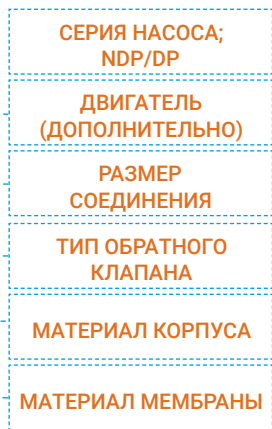 СЕРИЯ НАСОСА;
NDP/DP
ДВИГАТЕЛЬ
(ДОПОЛНИТЕЛЬНО)
РАЗМЕР
СОЕДИНЕНИЯ
ТИП ОБРАТНОГО
КЛАПАНА
МАТЕРИАЛ КОРПУСА
МАТЕРИАЛ МЕМБРАНЫ